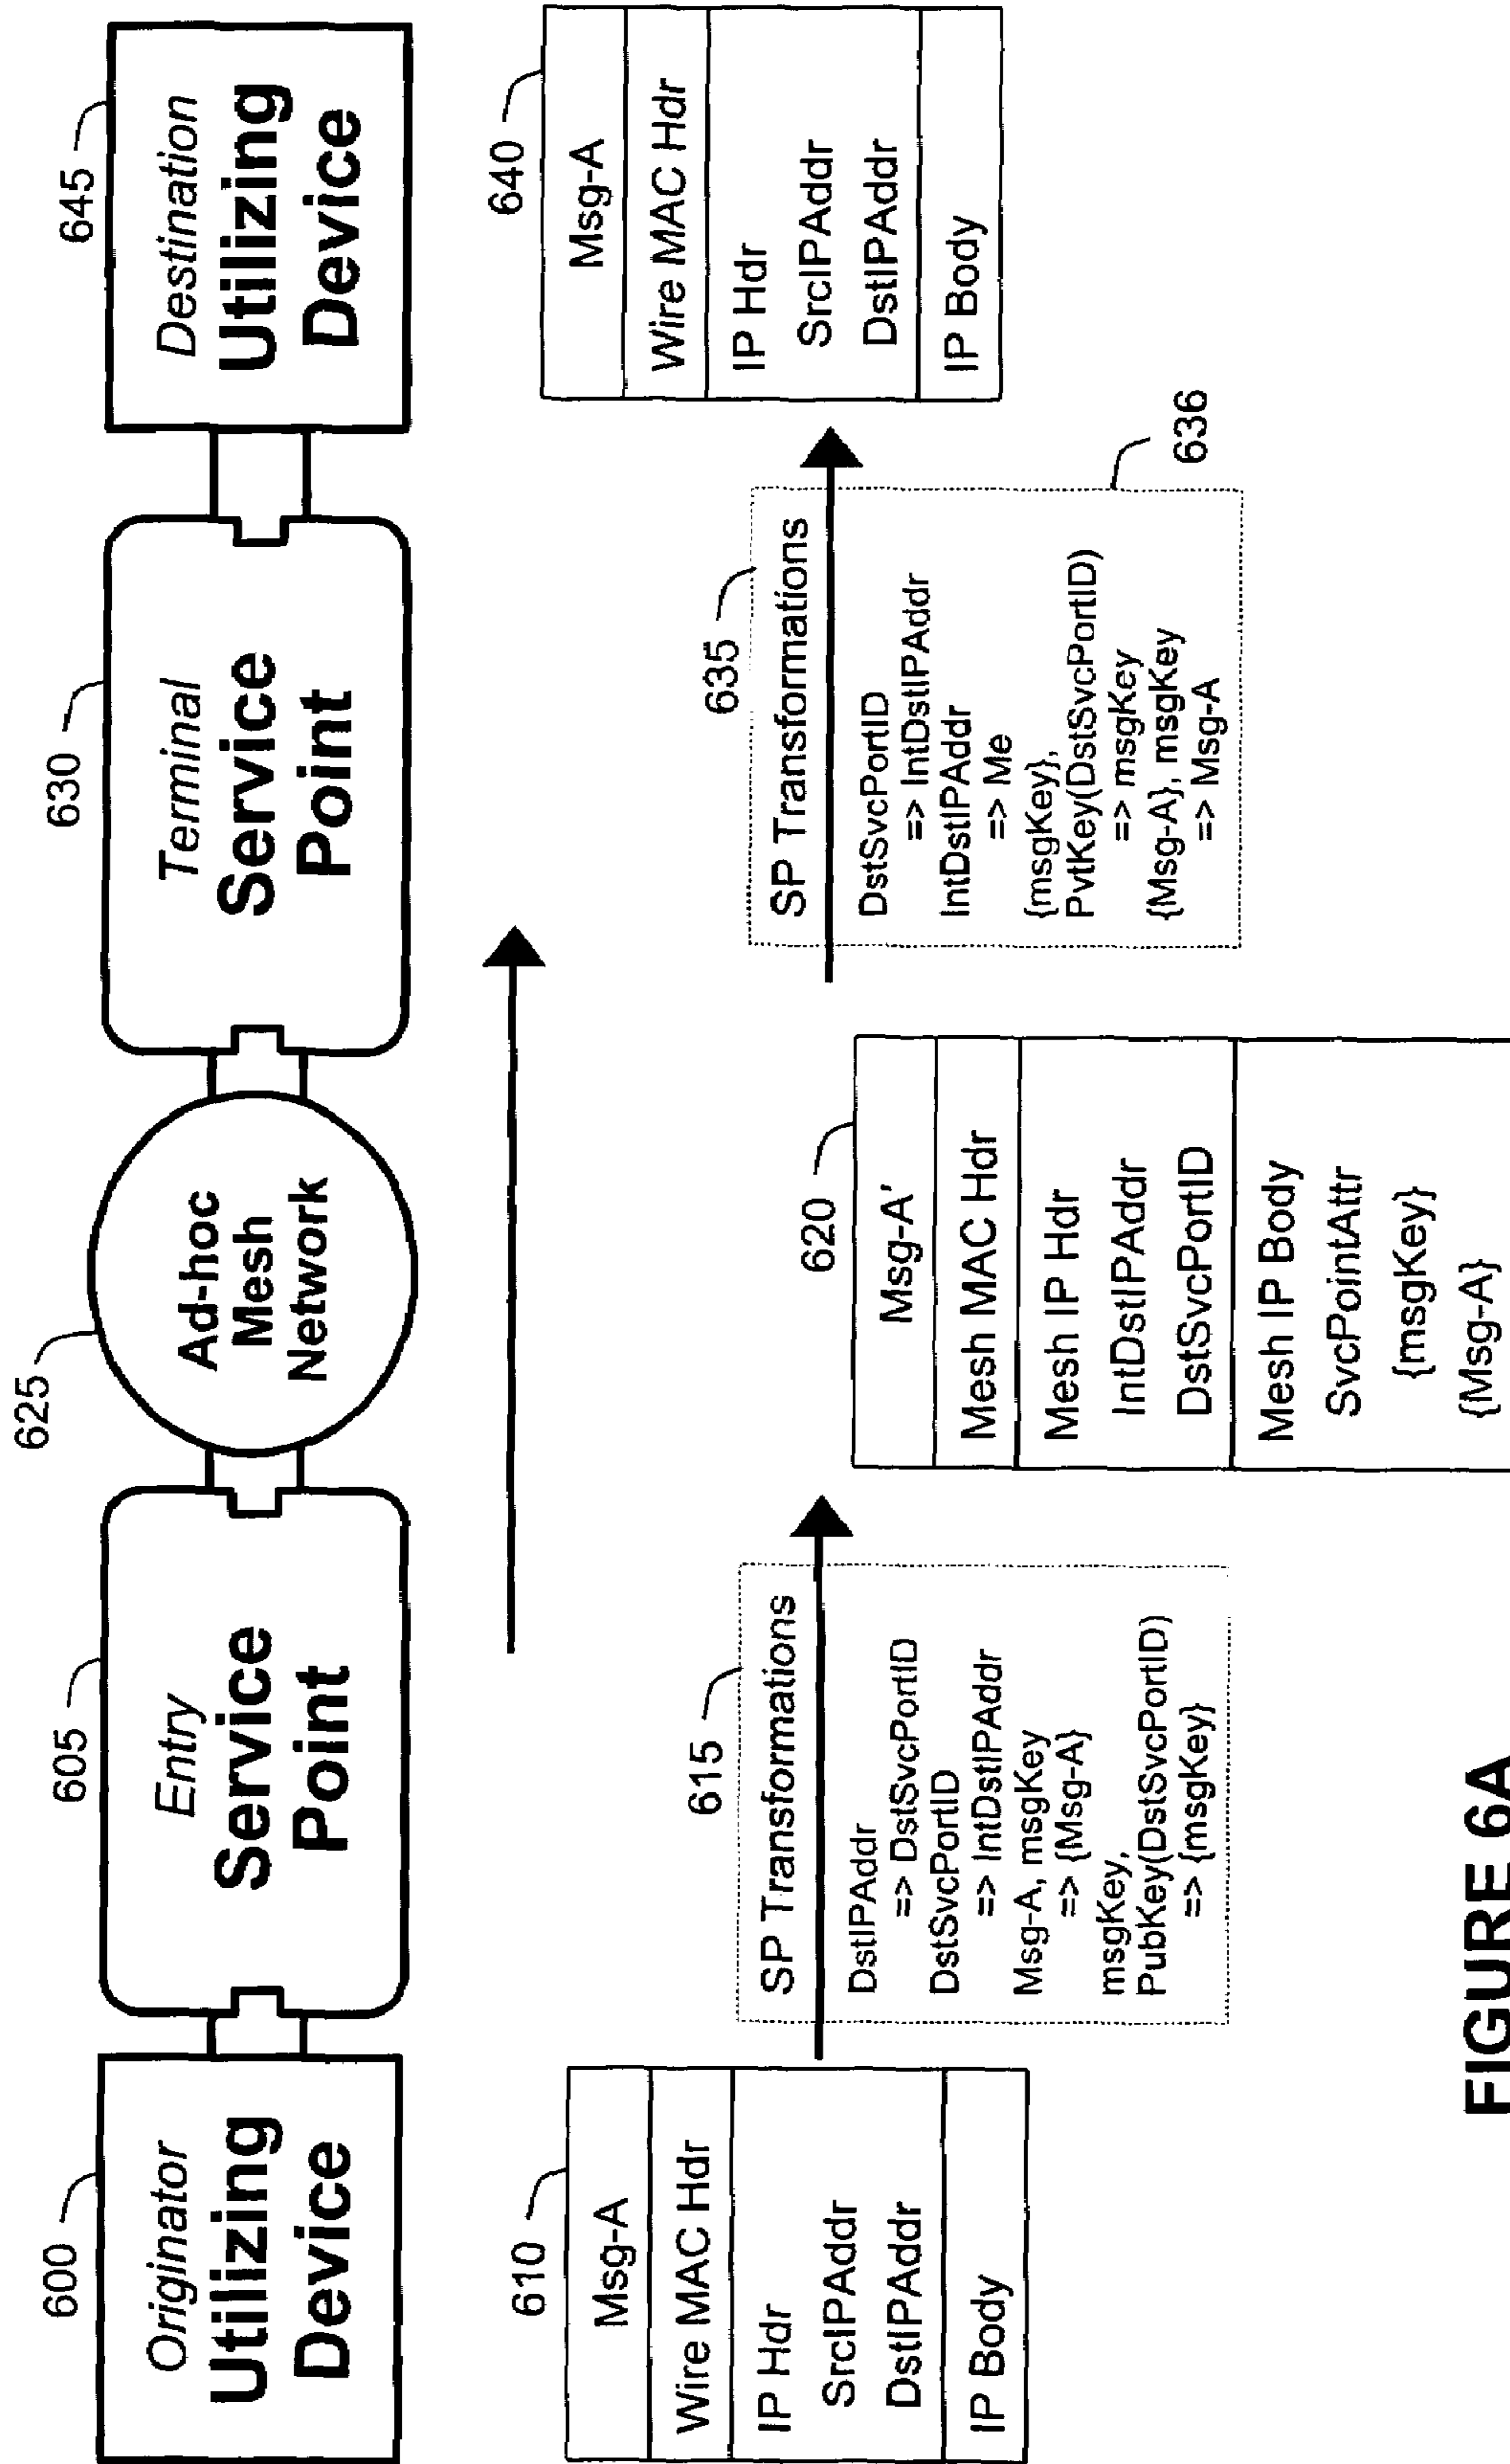 600
Originator
Utilizing
Device
605
Entry
Service
Point
625
Ad-hoc
Mesh
Network
630
Terminal
Service
Point
645
Destination
Utilizing
Device
610
Msg-A
Wire MAC Hdr
IP Hdr
SrcIPAddr
DstIPAddr
IP Body
615
SP Transformations
DstIPAddr
=> DstSvcPortID
DstSvcPortID
=> IntDstIPAddr
Msg-A, msgKey
=> {Msg-A}
msgKey,
PubKey(DstSvcPortID)
=> {msgKey}
620
Msg-A'
Mesh MAC Hdr
Mesh IP Hdr
IntDstIPAddr
DstSvcPortID
Mesh IP Body
SvcPointAttr
{msgKey}
{Msg-A}
635
SP Transformations
DstSvcPortID
=> IntDstIPAddr
IntDstIPAddr
=> Me
{msgKey},
PvtKey(DstSvcPortID)
=> msgKey
{Msg-A}, msgKey
=> Msg-A
636
640
Msg-A
Wire MAC Hdr
IP Hdr
SrcIPAddr
DstIPAddr
IP Body
FIGURE 6A